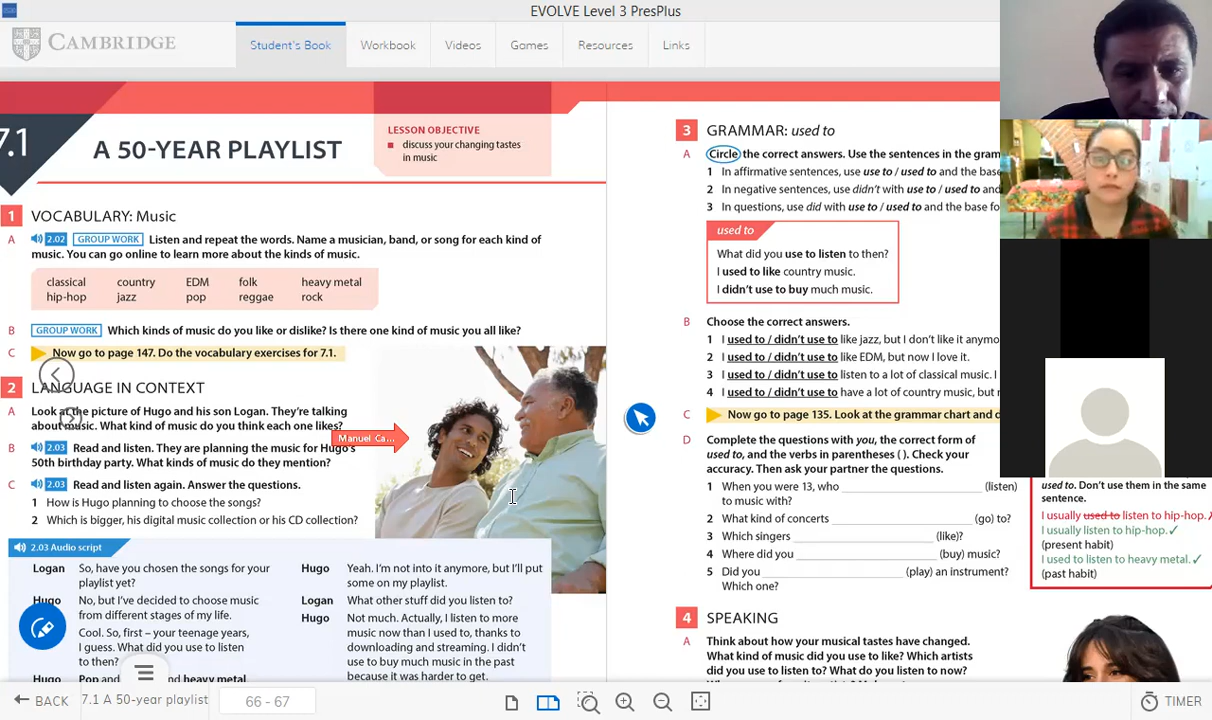 EVOLVE Level 3 PresPlus
CAMBRIDGE
Student's Book
Workbook
Videos
Games
Resources
Links
7.1
A 50-YEAR PLAYLIST
LESSON OBJECTIVE
discuss your changing tastes
in music
1 VOCABULARY: Music
A 2.02 GROUP WORK Listen and repeat the words. Name a musician, band, or song for each kind of
music. You can go online to learn more about the kinds of music.
classical country EDM folk heavy metal
hip-hop jazz pop reggae rock
B GROUP WORK Which kinds of music do you like or dislike? Is there one kind of music you all like?
C Now go to page 147. Do the vocabulary exercises for 7.1.
2 LANGUAGE IN CONTEXT
A Look at the picture of Hugo and his son Logan. They're talking
about music. What kind of music do you think each one likes?
Manuel Ca...
B 2.03 Read and listen. They are planning the music for Hugo's
50th birthday party. What kinds of music do they mention?
C 2.03 Read and listen again. Answer the questions.
1 How is Hugo planning to choose the songs?
2 Which is bigger, his digital music collection or his CD collection?
2.03 Audio script
Logan So, have you chosen the songs for your
playlist yet?
Hugo No, but I've decided to choose music
from different stages of my life.
Cool. So, first – your teenage years,
I guess. What did you use to listen
to then?
Hugo Pop and heavy metal
Hugo Yeah. I'm not into it anymore, but I'll put
some on my playlist.
Logan What other stuff did you listen to?
Hugo Not much. Actually, I listen to more
music now than I used to, thanks to
downloading and streaming. I didn't
use to buy much music in the past
because it was harder to get.
3 GRAMMAR: used to
A Circle the correct answers. Use the sentences in the gram
1 In affirmative sentences, use use to / used to and the base
2 In negative sentences, use didn't with use to / used to and
3 In questions, use did with use to / used to and the base fo
used to
What did you use to listen to then?
I used to like country music.
I didn't use to buy much music.
B Choose the correct answers.
1 I used to / didn't use to like jazz, but I don't like it anymo
2 I used to / didn't use to like EDM, but now I love it.
3 I used to / didn't use to listen to a lot of classical music. I
4 I used to / didn't use to have a lot of country music, but
C Now go to page 135. Look at the grammar chart and d
D Complete the questions with you, the correct form of
used to, and the verbs in parentheses ( ). Check your
accuracy. Then ask your partner the questions.
1 When you were 13, who ____ (listen)
to music with?
2 What kind of concerts ____ (go) to?
3 Which singers ____ (like)?
4 Where did you ____ (buy) music?
5 Did you ____ (play) an instrument?
Which one?
used to. Don't use them in the same
sentence.
I usually used to listen to hip-hop. ✗
I usually listen to hip-hop. ✓
(present habit)
I used to listen to heavy metal. ✓
(past habit)
4 SPEAKING
A Think about how your musical tastes have changed.
What kind of music did you use to like? Which artists
did you use to listen to? What do you listen to now?
BACK
7.1 A 50-year playlist
66 - 67
TIMER